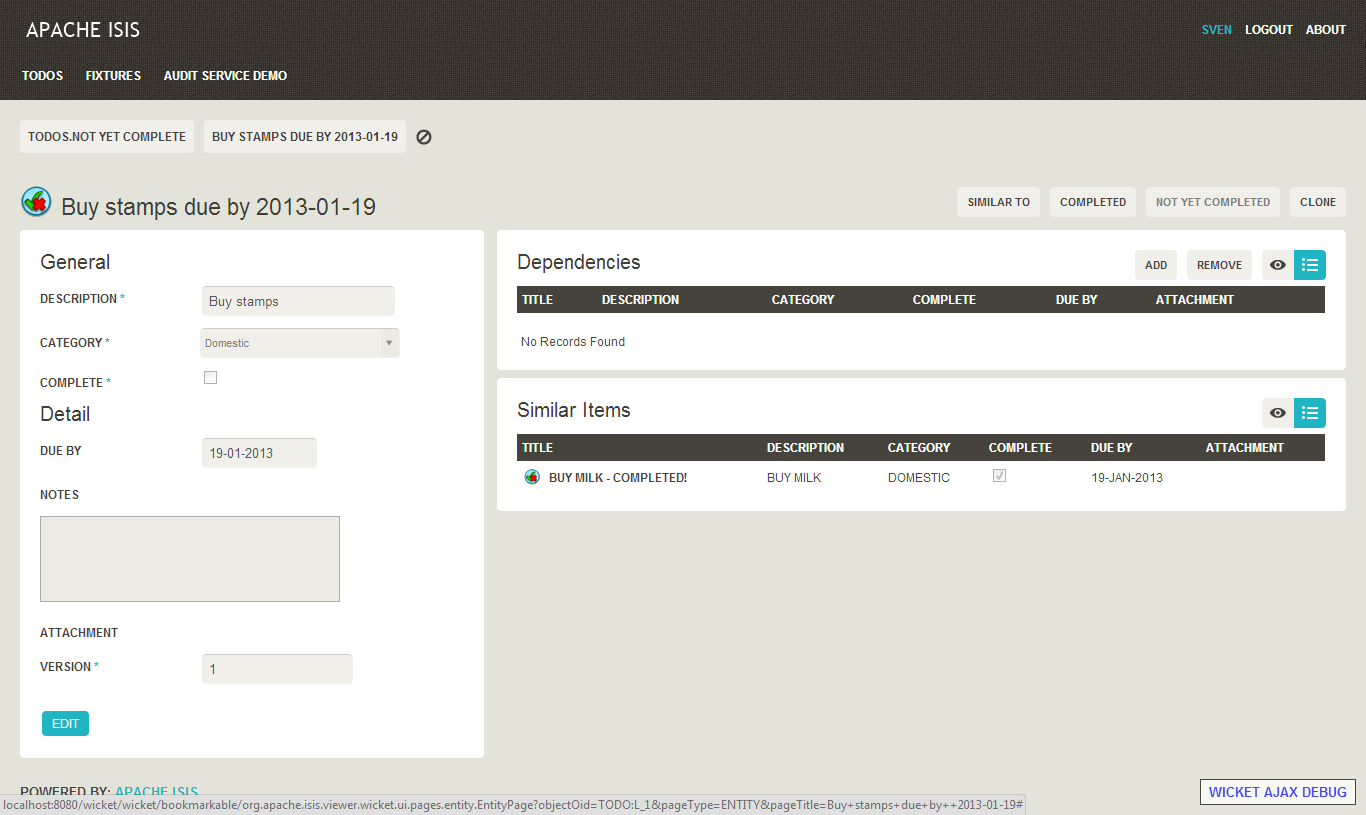 APACHE ISIS
SVEN LOGOUT ABOUT
TODOS FIXTURES AUDIT SERVICE DEMO
TODOS.NOT YET COMPLETE BUY STAMPS DUE BY 2013-01-19
Buy stamps due by 2013-01-19
SIMILAR TO COMPLETED NOT YET COMPLETED CLONE
General
DESCRIPTION * Buy stamps
CATEGORY * Domestic
COMPLETE *
Detail
DUE BY 19-01-2013
NOTES
ATTACHMENT
VERSION * 1
EDIT
Dependencies
ADD REMOVE
TITLE DESCRIPTION CATEGORY COMPLETE DUE BY ATTACHMENT
No Records Found
Similar Items
TITLE DESCRIPTION CATEGORY COMPLETE DUE BY ATTACHMENT
BUY MILK - COMPLETED! BUY MILK DOMESTIC 19-JAN-2013
POWERED BY: APACHE ISIS
localhost:8080/wicket/wicket/bookmarkable/org.apache.isis.viewer.wicket.ui.pages.entity.EntityPage?objectOid=TODO:L_1&pageType=ENTITY&pageTitle=Buy+stamps+due+by++2013-01-19#
WICKET AJAX DEBUG